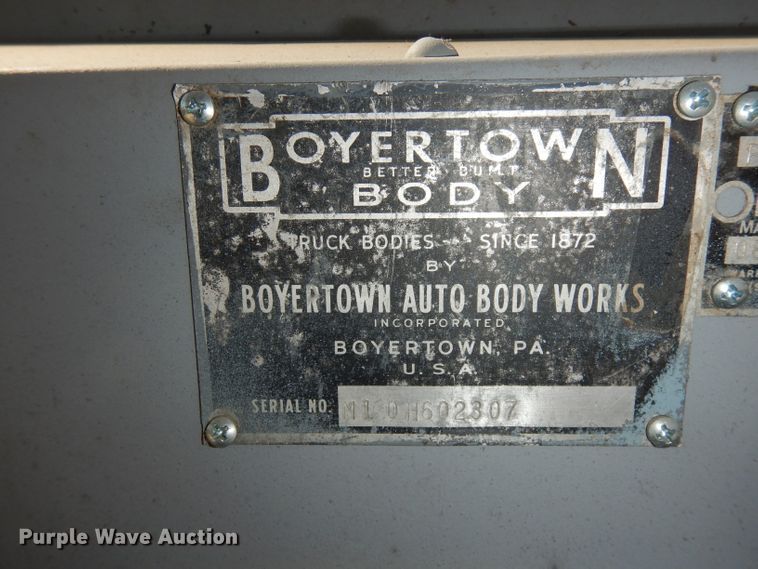 BOYERTOWN
BETTER BUILT
BODY
TRUCK BODIES SINCE 1872
BY
BOYERTOWN AUTO BODY WORKS
INCORPORATED
BOYERTOWN, PA.
U.S.A.
SERIAL NO. M10H602307
Purple Wave Auction